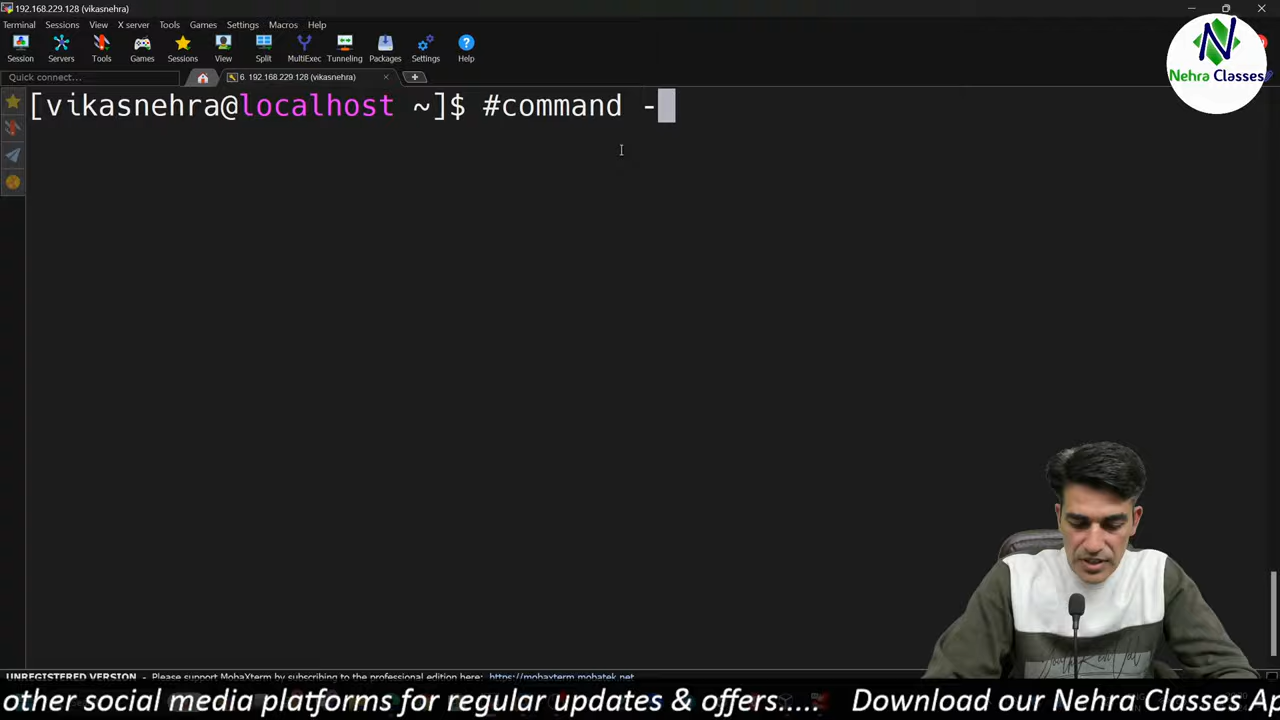 192.168.229.128 (vikasnehra)
Terminal Sessions View X server Tools Games Settings Macros Help
Session Servers Tools Games Sessions View Split MultiExec Tunneling Packages Settings Help
Nehra Classes
Quick connect...
6. 192.168.229.128 (vikasnehra)
[vikasnehra@localhost ~]$ #command -
UNREGISTERED VERSION - Please support MobaXterm by subscribing to the professional edition here: https://mobaxterm.mobatek.net
other social media platforms for regular updates & offers.... Download our Nehra Classes Ap